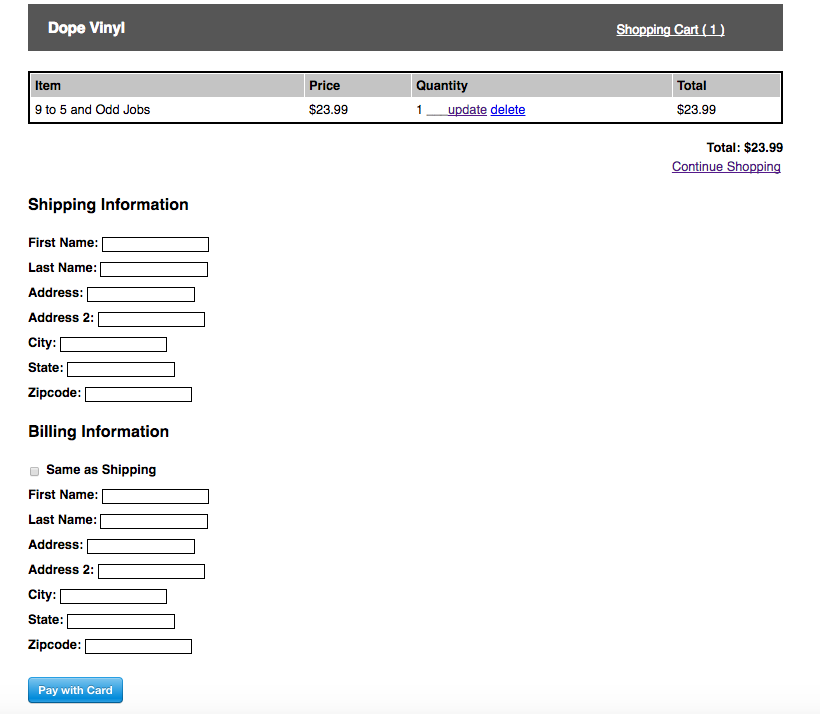 Dope Vinyl Shopping Cart ( 1 )
Item Price Quantity Total
9 to 5 and Odd Jobs $23.99 1 ___update delete $23.99
Total: $23.99
Continue Shopping
Shipping Information
First Name:
Last Name:
Address:
Address 2:
City:
State:
Zipcode:
Billing Information
Same as Shipping
First Name:
Last Name:
Address:
Address 2:
City:
State:
Zipcode:
Pay with Card